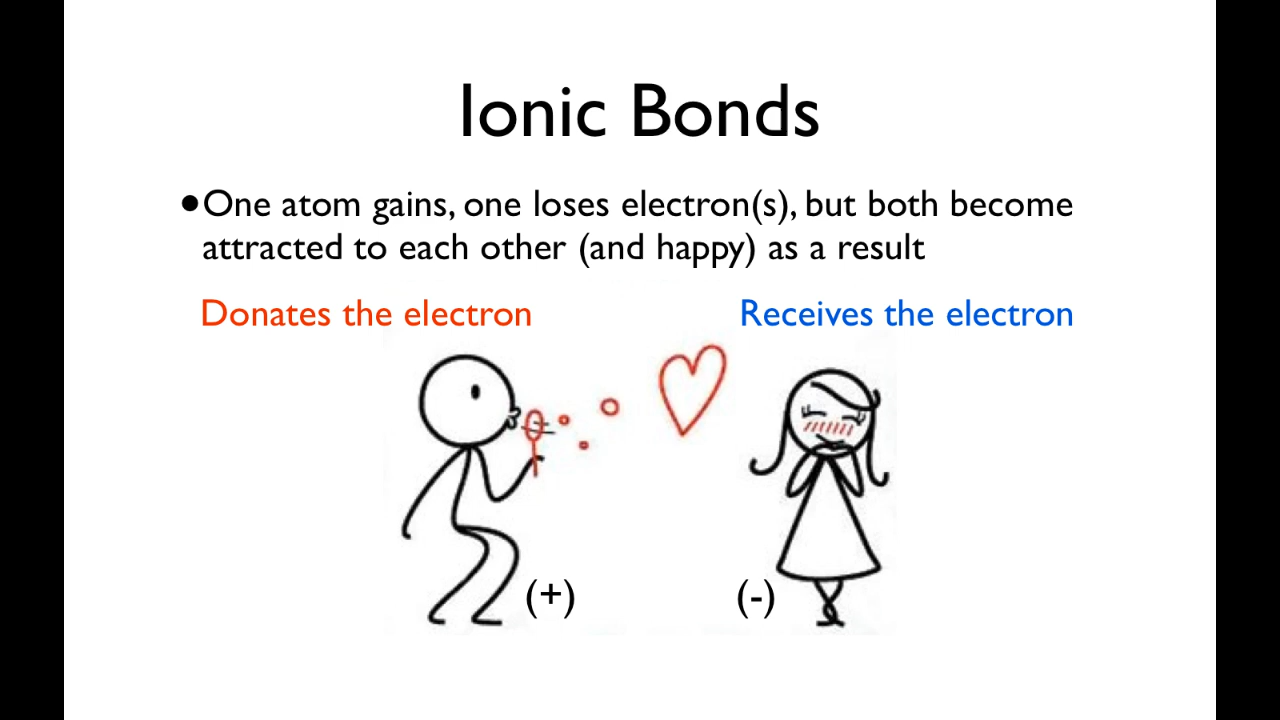 Ionic Bonds
•One atom gains, one loses electron(s), but both become
attracted to each other (and happy) as a result
Donates the electron
Receives the electron
(+)
(-)